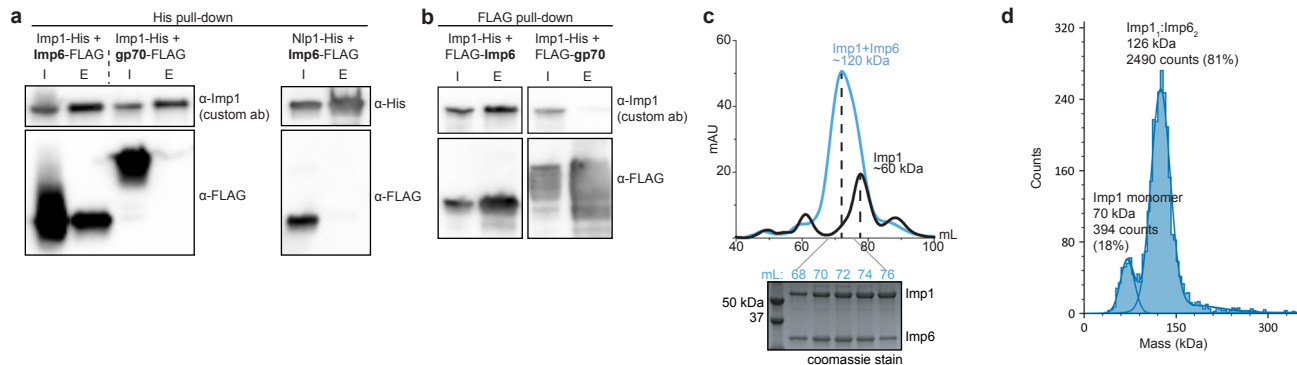 a
His pull-down
Imp1-His +
Imp6-FLAG
Imp1-His +
gp70-FLAG
Nlp1-His +
Imp6-FLAG
I E I E
I E
α-Imp1
(custom ab)
α-His
α-FLAG
α-FLAG
b
FLAG pull-down
Imp1-His +
FLAG-Imp6
Imp1-His +
FLAG-gp70
I E I E
α-Imp1
(custom ab)
α-FLAG
c
Imp1+Imp6
~120 kDa
Imp1
~60 kDa
mAU
60
40
20
0
40 60 80 100
mL
mL: 68 70 72 74 76
50 kDa
37
Imp1
Imp6
coomassie stain
d
Imp1₁:Imp6₂
126 kDa
2490 counts (81%)
Imp1 monomer
70 kDa
394 counts
(18%)
Counts
320
240
160
80
0
0 150 300
Mass (kDa)